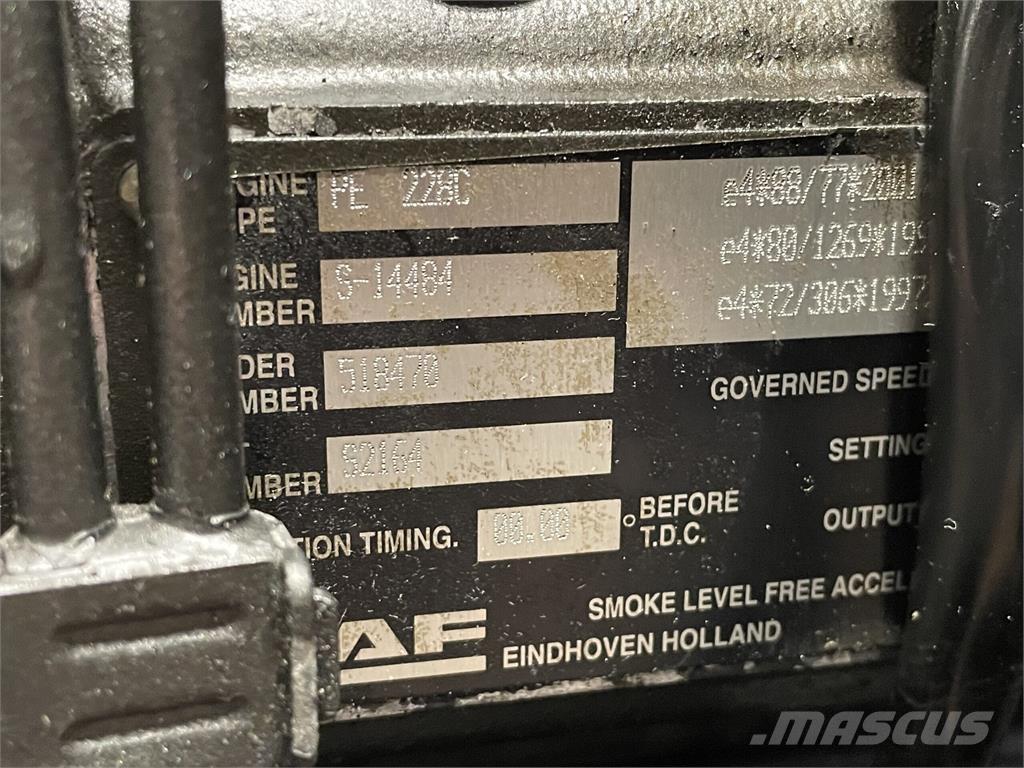 GINE PE 228C
PE
GINE S-14484
MBER
DER 518470
MBER
S2164
MBER
TION TIMING. 00.00 ° BEFORE
T.D.C.
AF
EINDHOVEN HOLLAND
e4*88/77*2001
e4*80/1269*199
e4*72/306*1997
GOVERNED SPEED
SETTING
OUTPUT
SMOKE LEVEL FREE ACCEL
MASCUS